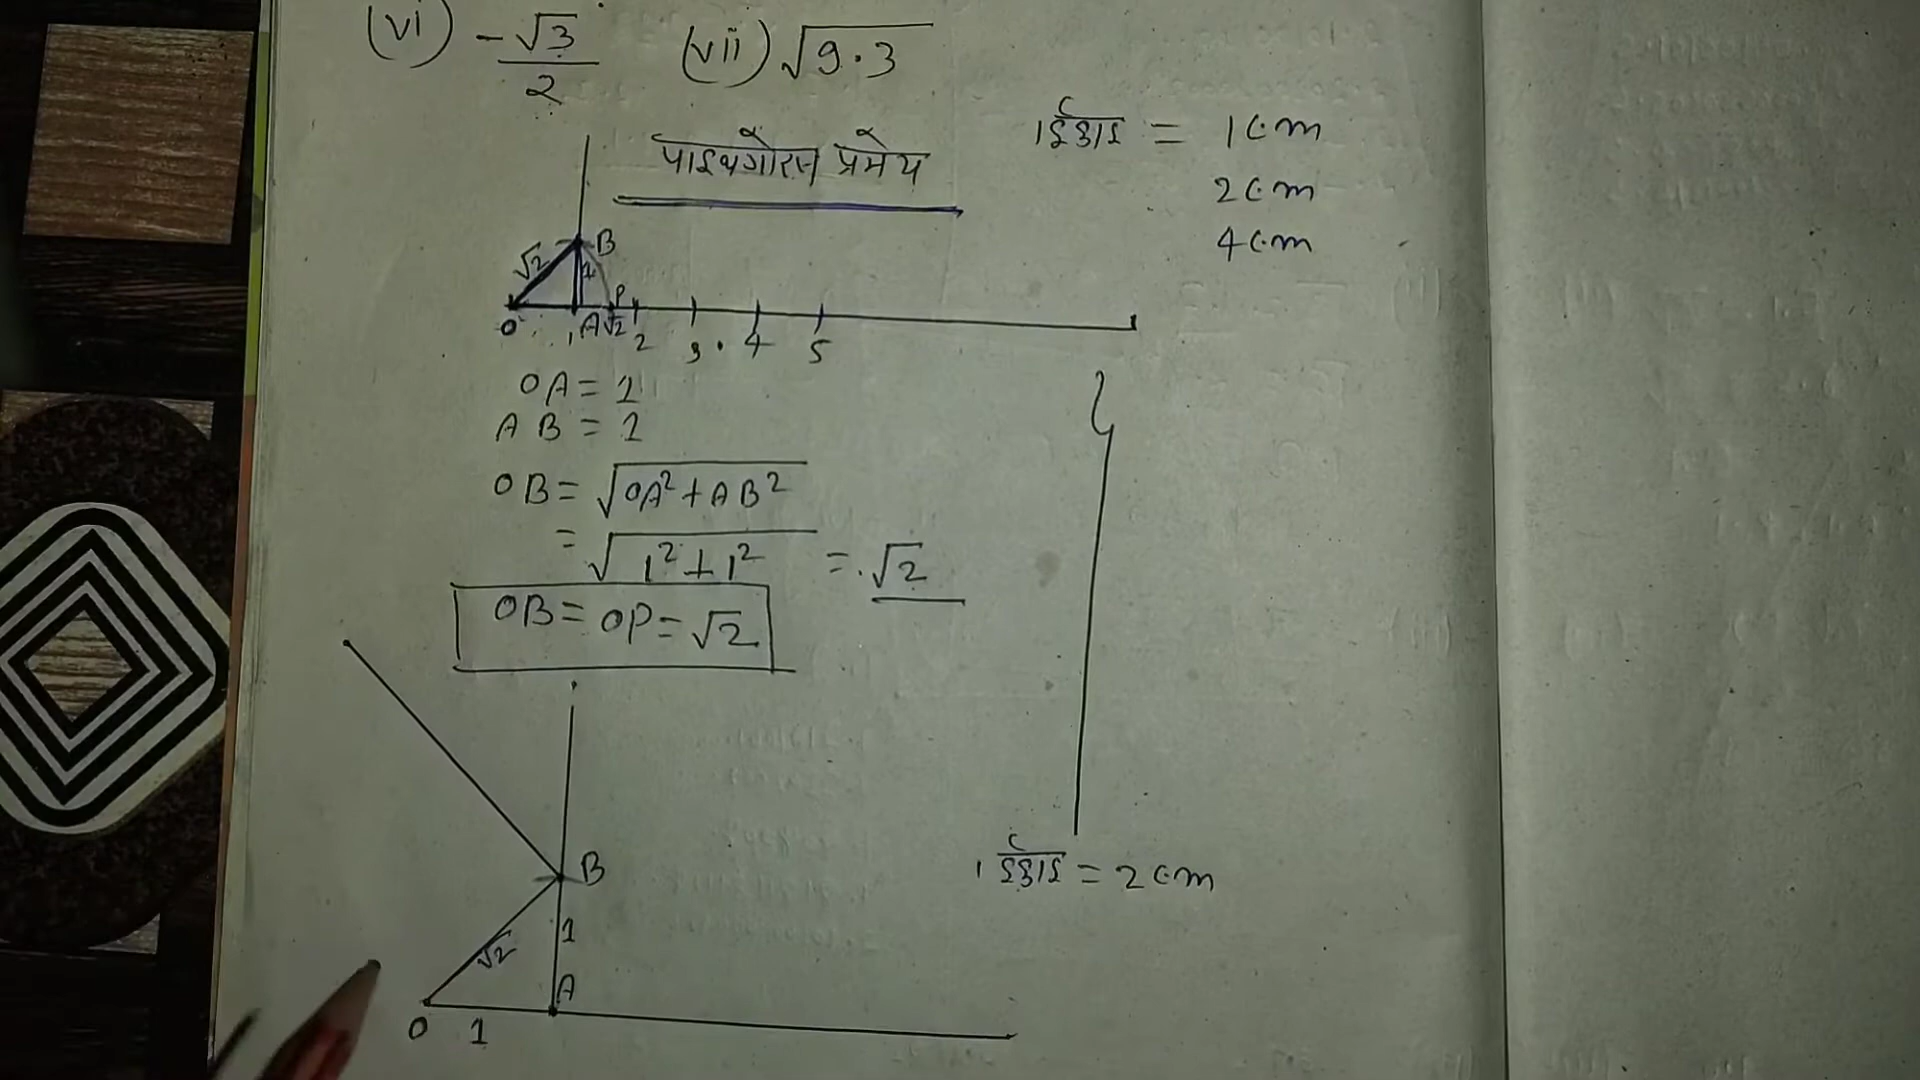 (vi) -√3/2 (vii) √9.3
1 इकाई = 1cm
पाइथागोरस प्रमेय
2cm
4cm
√2 B
1
P
0 1 A √2 2 3 4 5
OA = 1
AB = 1
OB = √OA²+AB²
= √1²+1² = √2
OB = OP = √2
B
1 इकाई = 2cm
1
√2
A
0 1